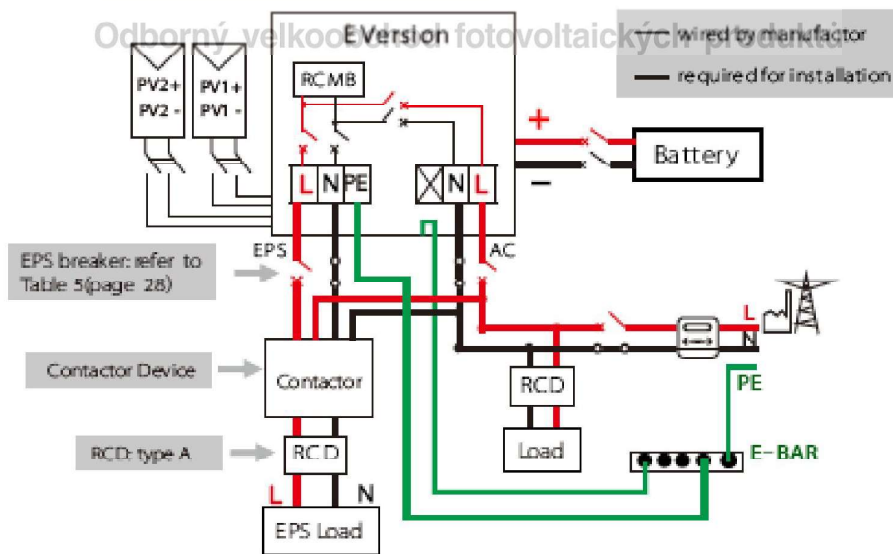 Odborný velkoobchod fotovoltaických produktů
E Version
wired by manufactor
required for installation
PV2+
PV2 -
PV1+
PV1 -
RCMB
+
−
Battery
L
N
PE
N
L
EPS
AC
EPS breaker: refer to
Table 5(page 28)
L
N
PE
Contactor Device
Contactor
RCD
Load
RCD: type A
RCD
E-BAR
L
N
EPS Load